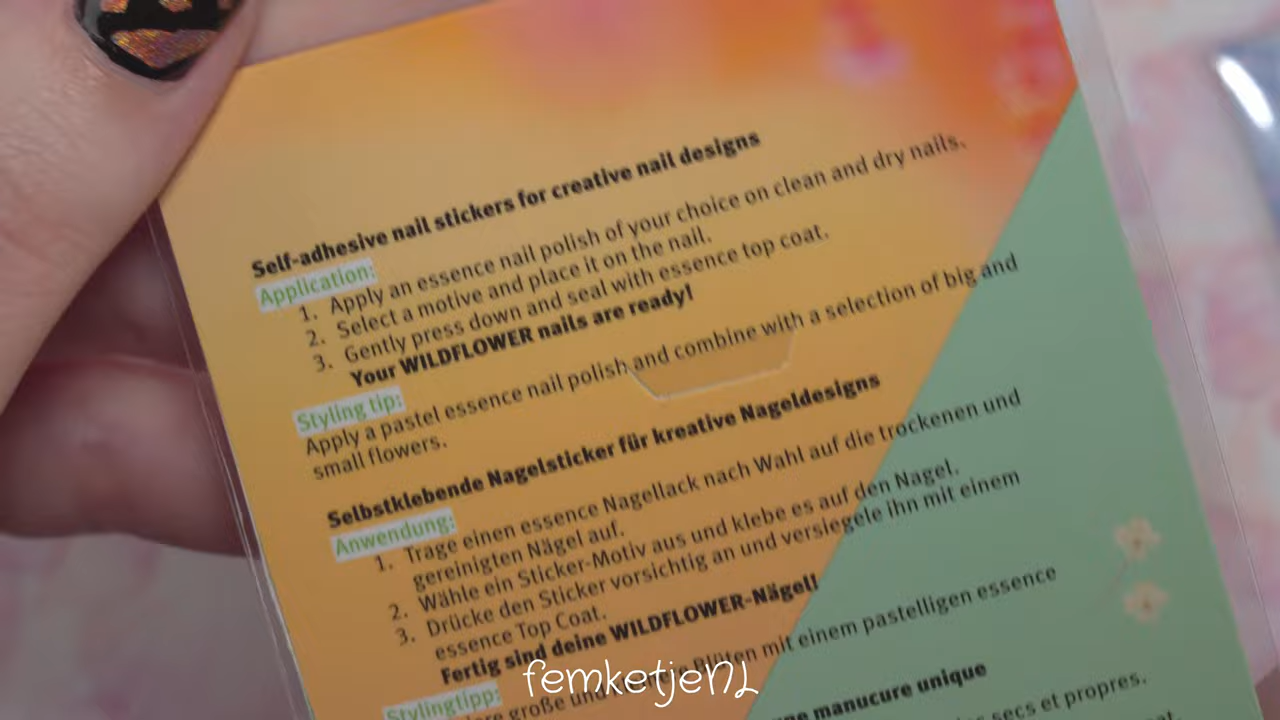 Self-adhesive nail stickers for creative nail designs
Application:
1. Apply an essence nail polish of your choice on clean and dry nails.
2. Select a motive and place it on the nail.
3. Gently press down and seal with essence top coat.
Your WILDFLOWER nails are ready!
Styling tip:
Apply a pastel essence nail polish and combine with a selection of big and
small flowers.
Selbstklebende Nagelsticker für kreative Nageldesigns
Anwendung:
1. Trage einen essence Nagellack nach Wahl auf die trockenen und
gereinigten Nägel auf.
2. Wähle ein Sticker-Motiv aus und klebe es auf den Nagel.
3. Drücke den Sticker vorsichtig an und versiegele ihn mit einem
essence Top Coat.
Fertig sind deine WILDFLOWER-Nägel!
Stylingtipp:
große und Blüten mit einem pastelligen essence
manucure unique
secs et propres.
femketjeNL